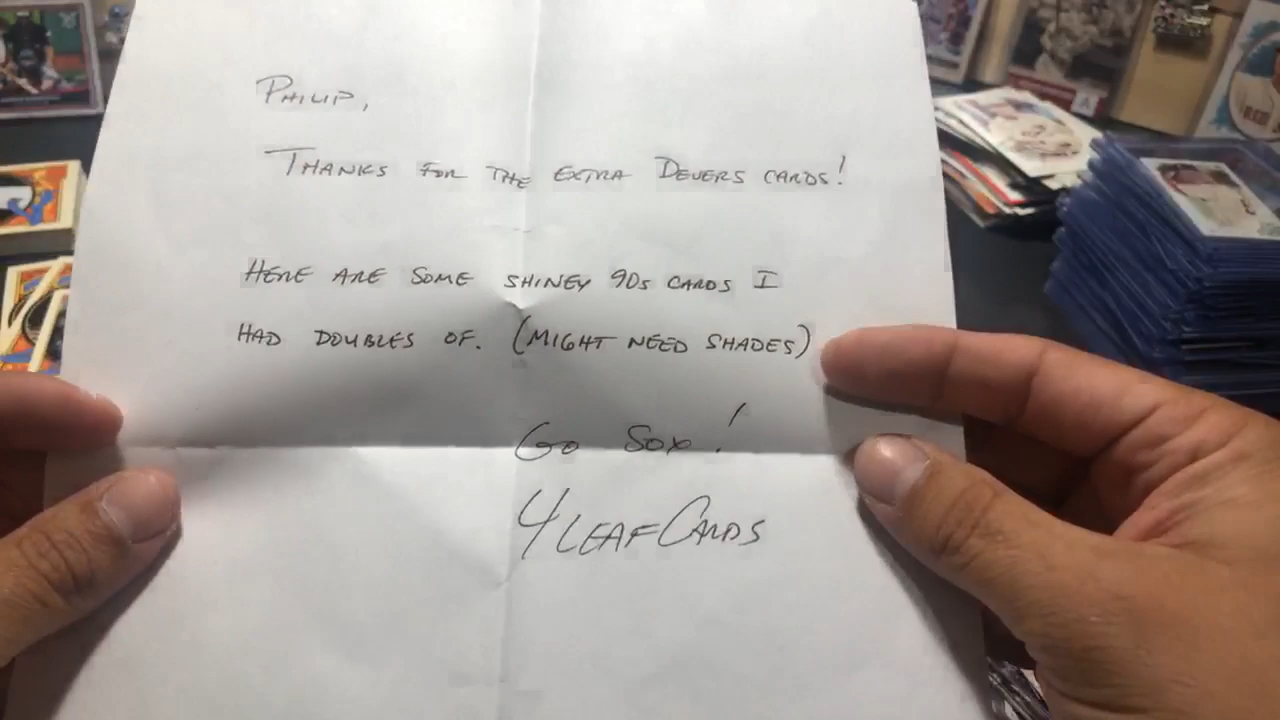 PHILIP,
THANKS FOR THE EXTRA DEVERS CARDS!
HERE ARE SOME SHINEY 90s CARDS I
HAD DOUBLES OF. (MIGHT NEED SHADES)
GO SOX!
4LEAFCARDS
RED